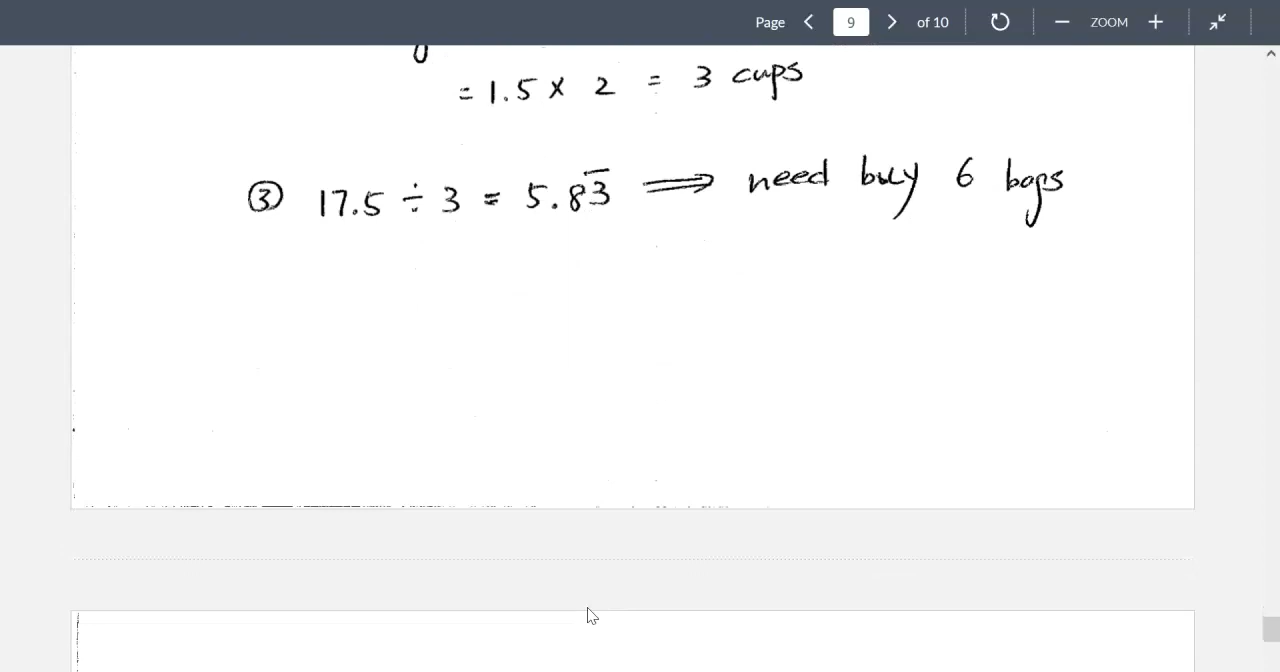 Page 9 of 10 ZOOM
= 1.5 × 2 = 3 cups
③ 17.5 ÷ 3 = 5.83̅ ⟹ need buy 6 bags